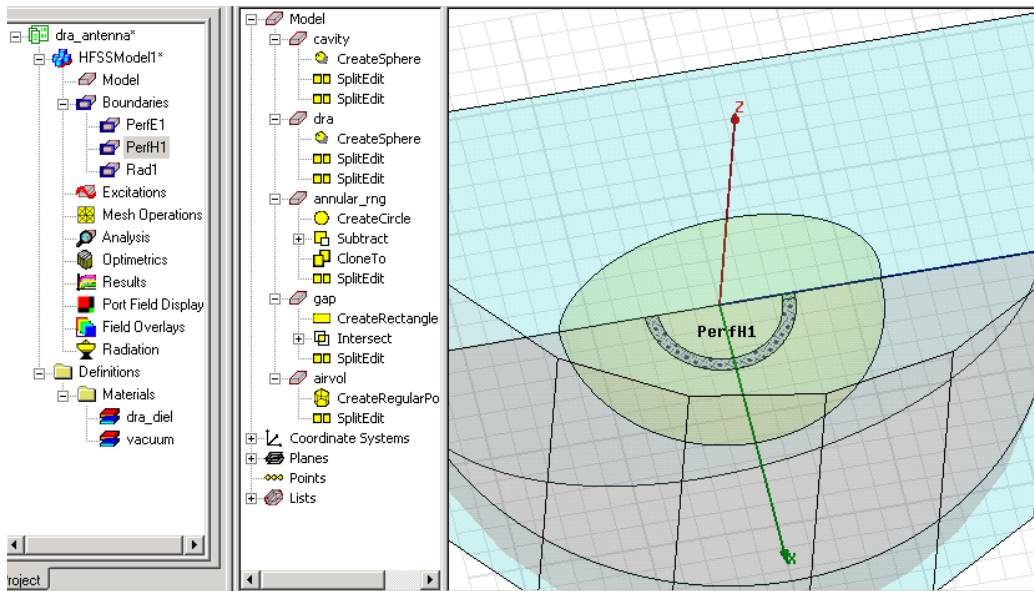 dra_antenna*
HFSSModel1*
Model
Boundaries
PerfE1
PerfH1
Rad1
Excitations
Mesh Operations
Analysis
Optimetrics
Results
Port Field Display
Field Overlays
Radiation
Definitions
Materials
dra_diel
vacuum
roject
Model
cavity
CreateSphere
SplitEdit
SplitEdit
dra
CreateSphere
SplitEdit
SplitEdit
annular_rng
CreateCircle
Subtract
CloneTo
SplitEdit
gap
CreateRectangle
Intersect
SplitEdit
airvol
CreateRegularPo
SplitEdit
Coordinate Systems
Planes
Points
Lists
Z
PerfH1
X